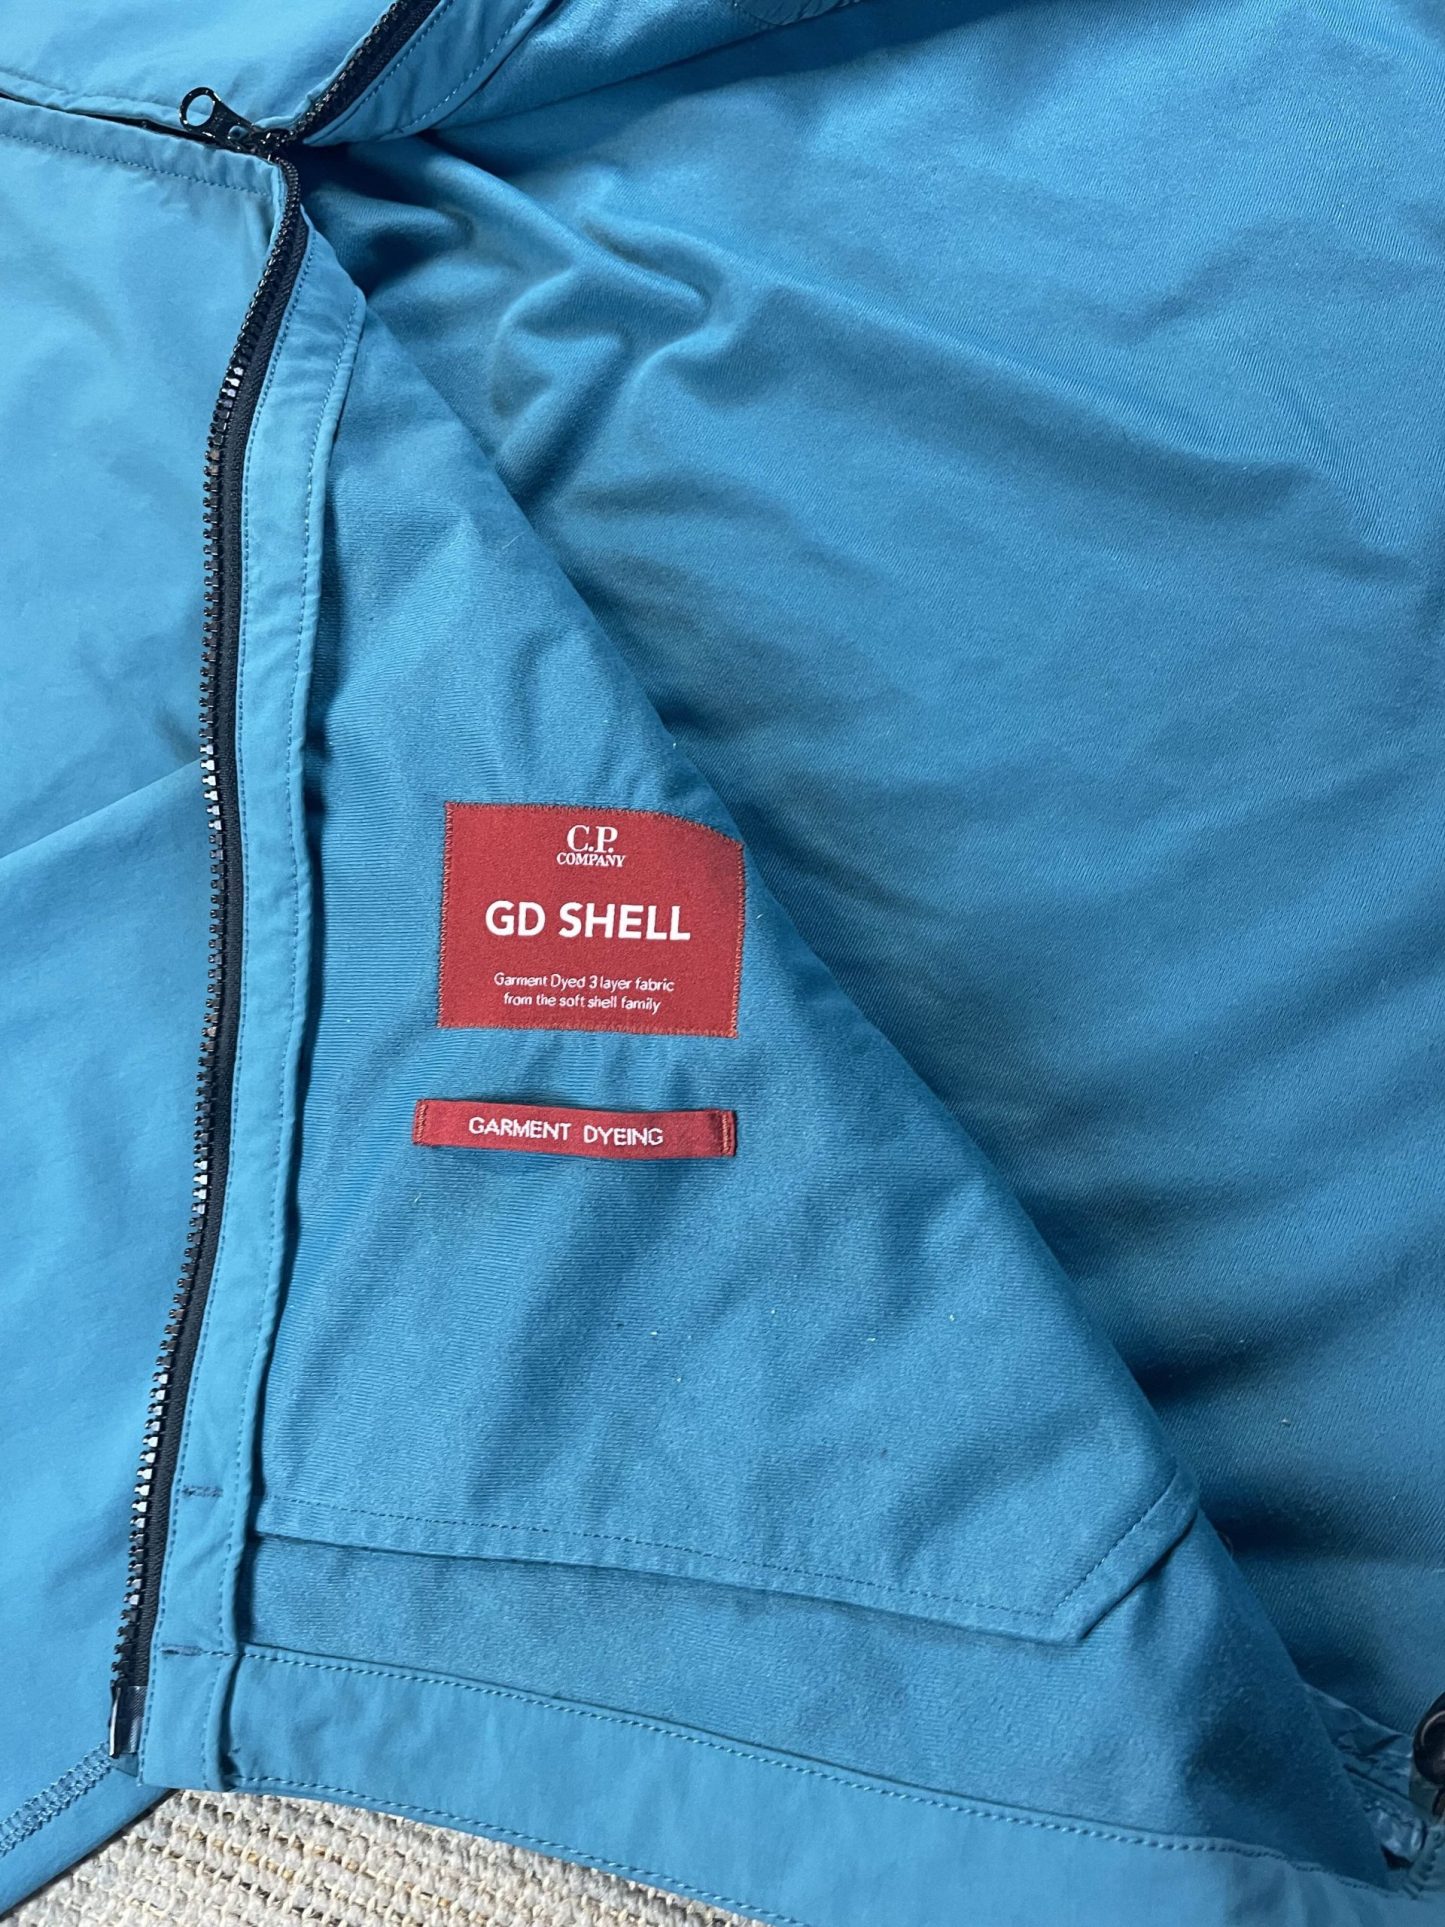 C.P.
COMPANY
GD SHELL
Garment Dyed 3 layer fabric
from the soft shell family
GARMENT DYEING